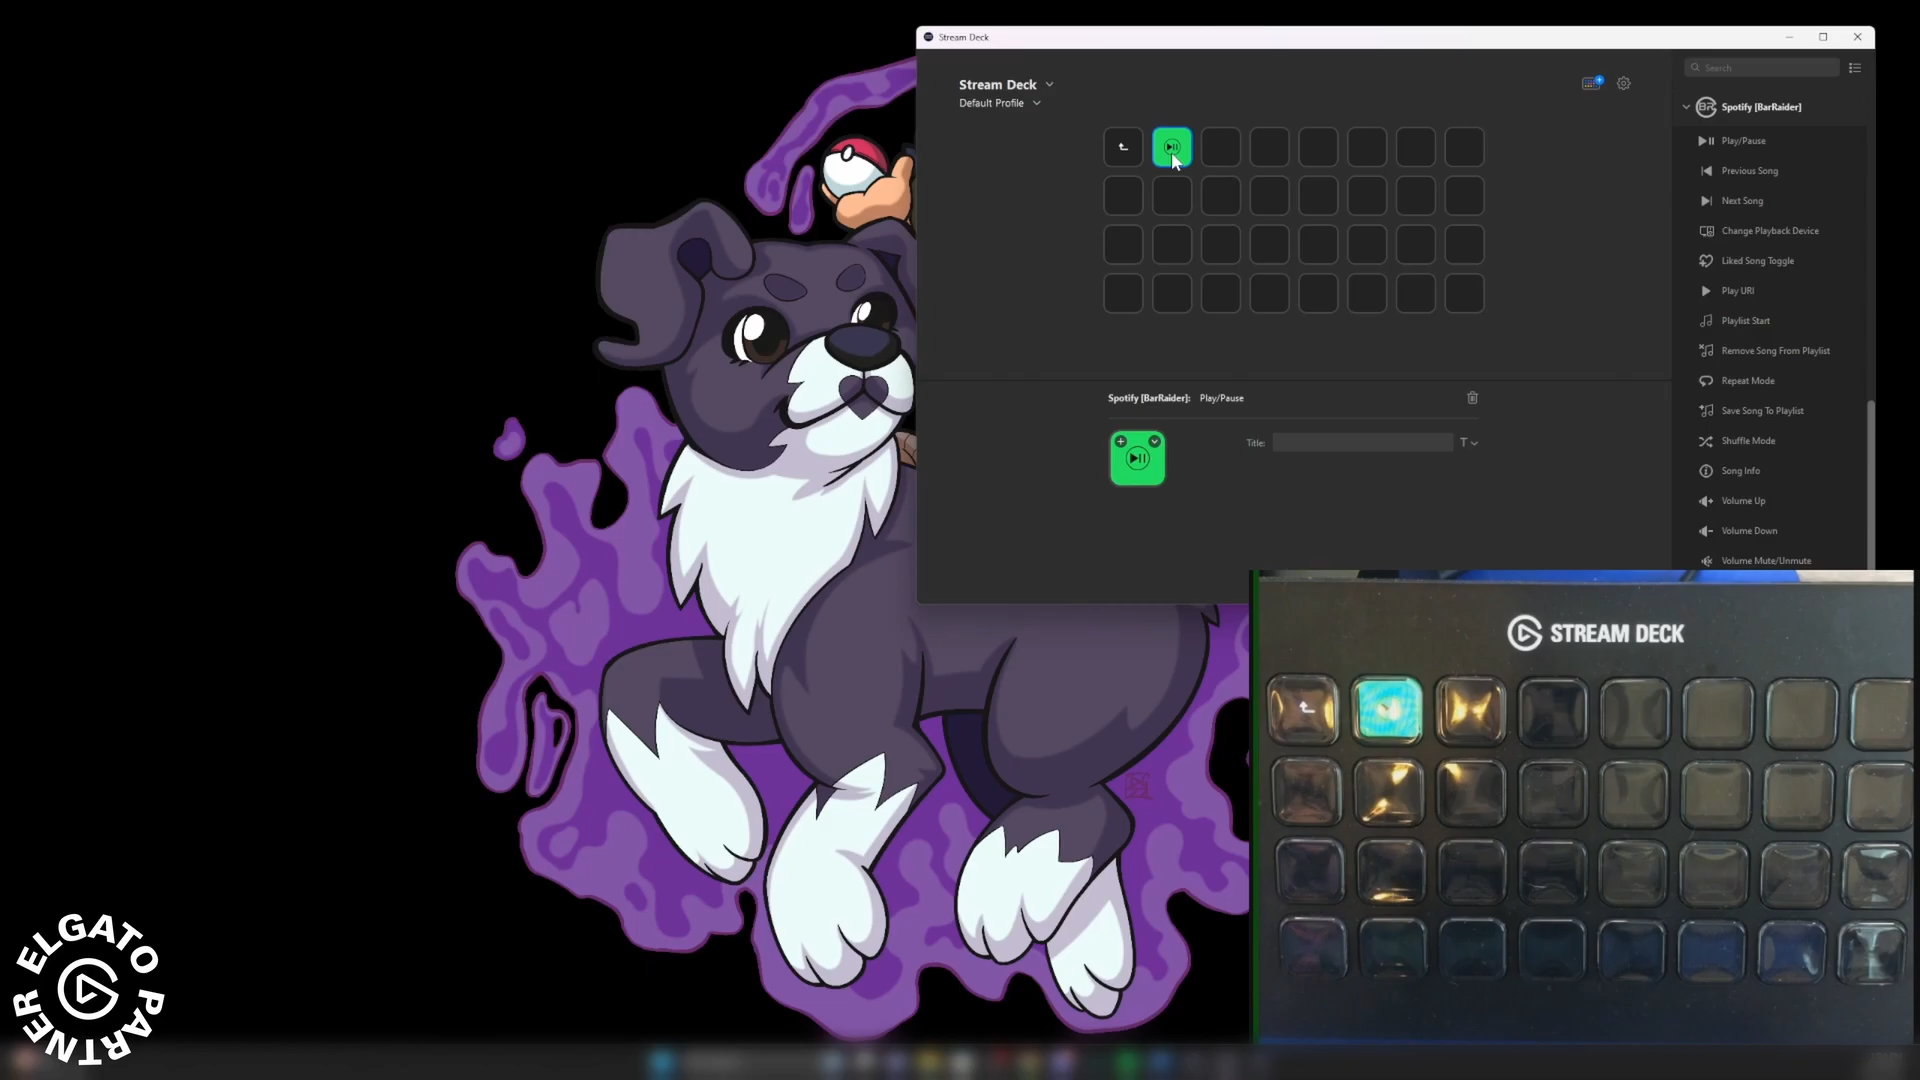 Stream Deck
Stream Deck
Default Profile
Search
Spotify [BarRaider]
Play/Pause
Previous Song
Next Song
Change Playback Device
Liked Song Toggle
Play URI
Playlist Start
Remove Song From Playlist
Repeat Mode
Save Song To Playlist
Shuffle Mode
Song Info
Volume Up
Volume Down
Volume Mute/Unmute
Spotify [BarRaider]: Play/Pause
Title:
T
STREAM DECK
ELGATO PARTNER